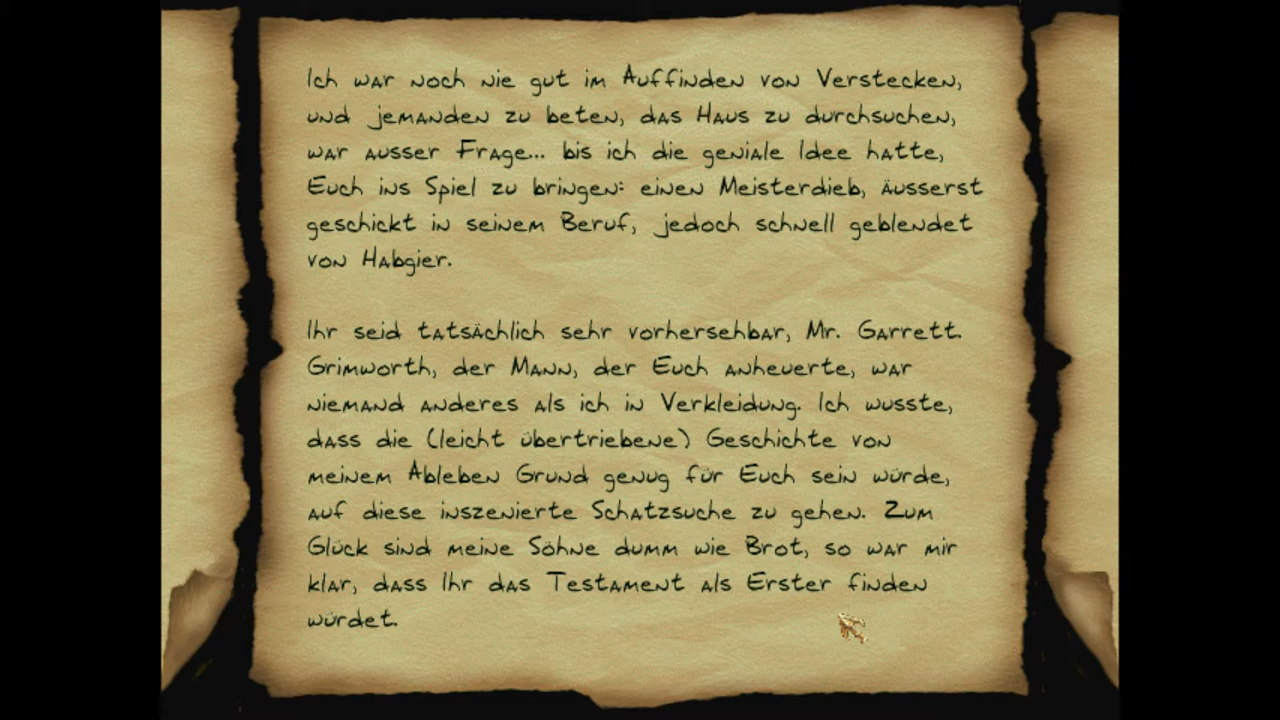 Ich war noch nie gut im Auffinden von Verstecken,
und jemanden zu beten, das Haus zu durchsuchen,
war ausser Frage... bis ich die geniale Idee hatte,
Euch ins Spiel zu bringen: einen Meisterdieb, äusserst
geschickt in seinem Beruf, jedoch schnell geblendet
von Habgier.
Ihr seid tatsächlich sehr vorhersehbar, Mr. Garrett.
Grimworth, der Mann, der Euch anheuerte, war
niemand anderes als ich in Verkleidung. Ich wusste,
dass die (leicht übertriebene) Geschichte von
meinem Ableben Grund genug für Euch sein würde,
auf diese inszenierte Schatzsuche zu gehen. Zum
Glück sind meine Söhne dumm wie Brot, so war mir
klar, dass Ihr das Testament als Erster finden
würdet.